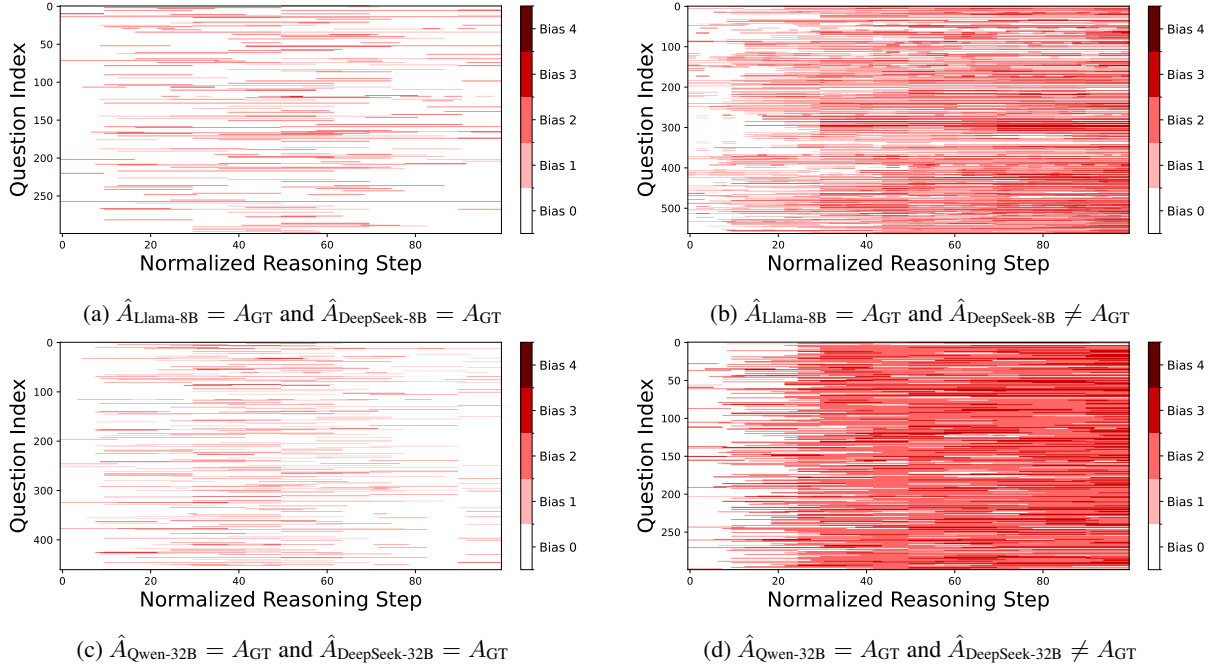 0
50
100
150
200
250
Question Index
0
20
40
60
80
Normalized Reasoning Step
Bias 4
Bias 3
Bias 2
Bias 1
Bias 0
(a) Â_Llama-8B = A_GT and Â_DeepSeek-8B = A_GT
0
100
200
300
400
500
Question Index
0
20
40
60
80
Normalized Reasoning Step
Bias 4
Bias 3
Bias 2
Bias 1
Bias 0
(b) Â_Llama-8B = A_GT and Â_DeepSeek-8B ≠ A_GT
0
100
200
300
400
Question Index
0
20
40
60
80
Normalized Reasoning Step
Bias 4
Bias 3
Bias 2
Bias 1
Bias 0
(c) Â_Qwen-32B = A_GT and Â_DeepSeek-32B = A_GT
0
50
100
150
200
250
Question Index
0
20
40
60
80
Normalized Reasoning Step
Bias 4
Bias 3
Bias 2
Bias 1
Bias 0
(d) Â_Qwen-32B = A_GT and Â_DeepSeek-32B ≠ A_GT